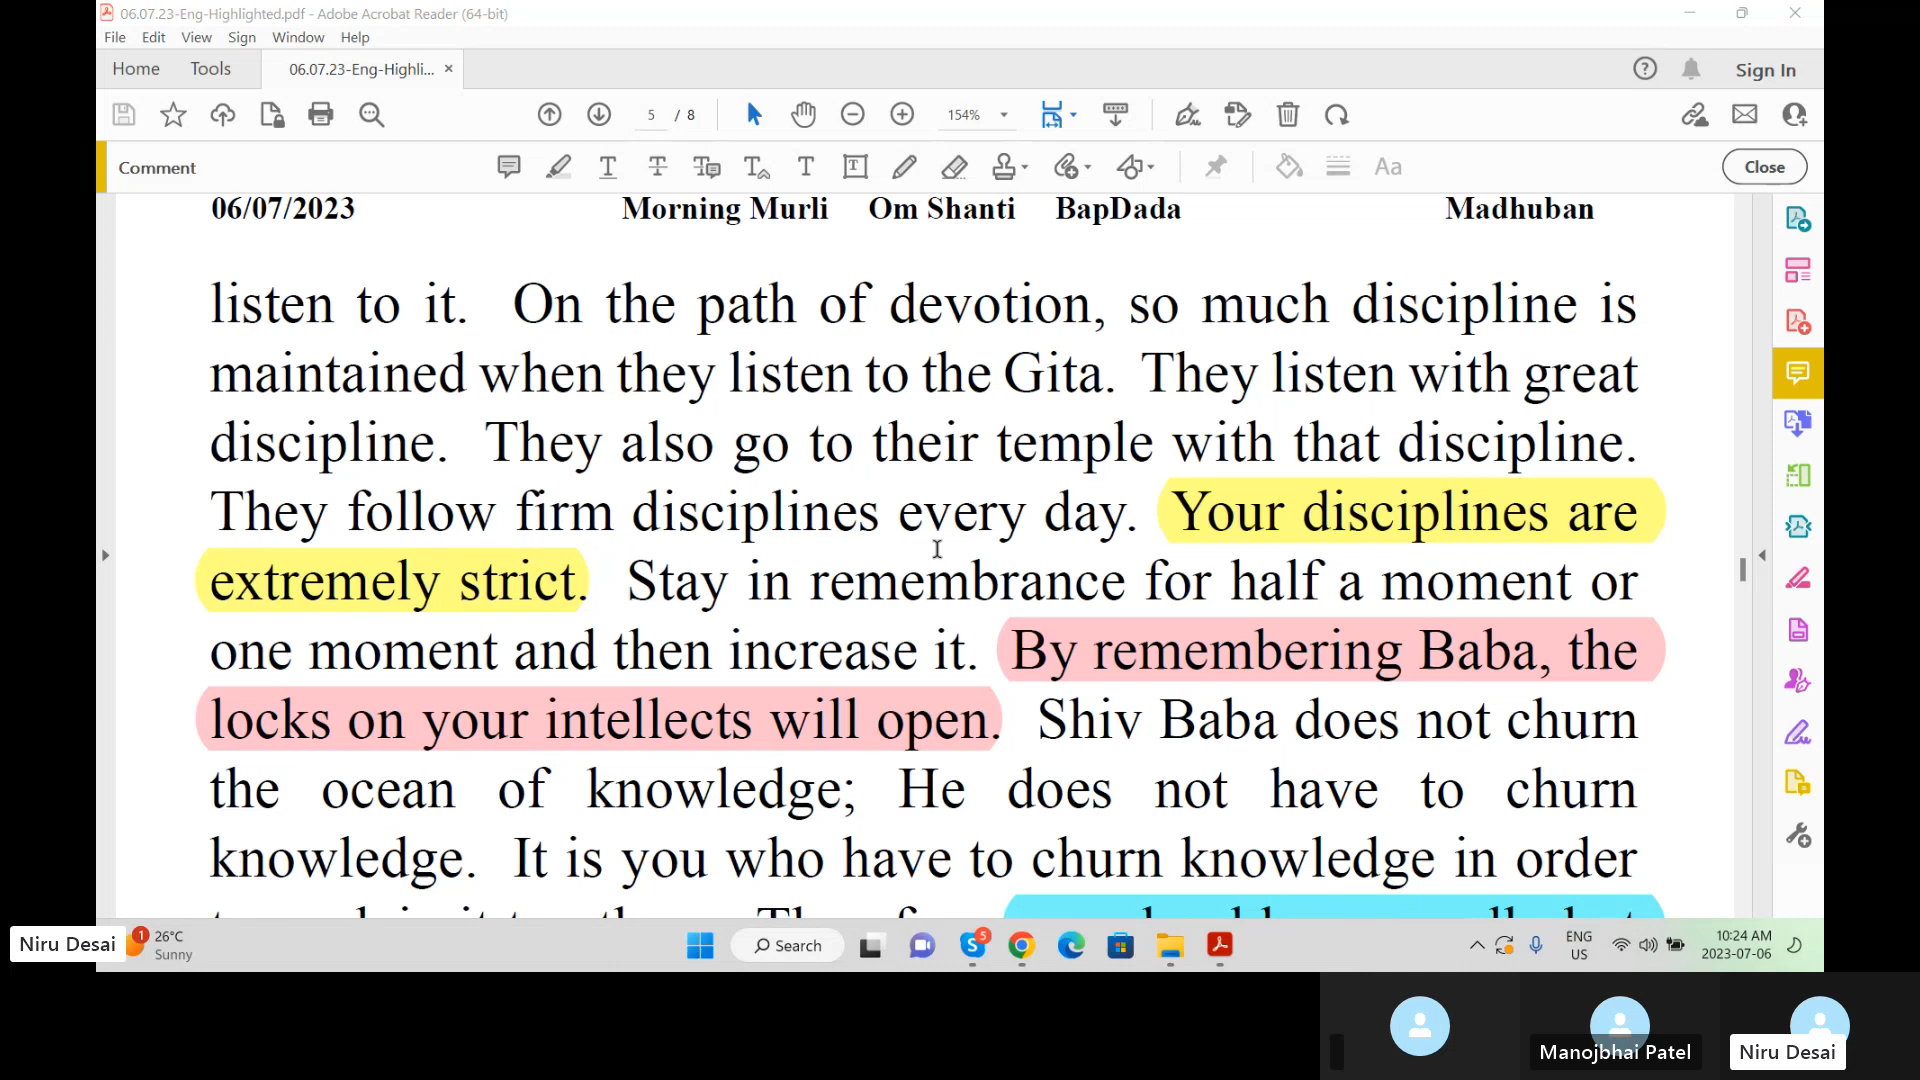 06.07.23-Eng-Highlighted.pdf - Adobe Acrobat Reader (64-bit)
File Edit View Sign Window Help
Home Tools 06.07.23-Eng-Highli... × Sign In
5 / 8 154%
Comment Close
06/07/2023 Morning Murli Om Shanti BapDada Madhuban
listen to it. On the path of devotion, so much discipline is
maintained when they listen to the Gita. They listen with great
discipline. They also go to their temple with that discipline.
They follow firm disciplines every day. Your disciplines are
extremely strict. Stay in remembrance for half a moment or
one moment and then increase it. By remembering Baba, the
locks on your intellects will open. Shiv Baba does not churn
the ocean of knowledge; He does not have to churn
knowledge. It is you who have to churn knowledge in order
Niru Desai
1 26°C
Sunny
Search
5
ENG
US
10:24 AM
2023-07-06
Manojbhai Patel
Niru Desai